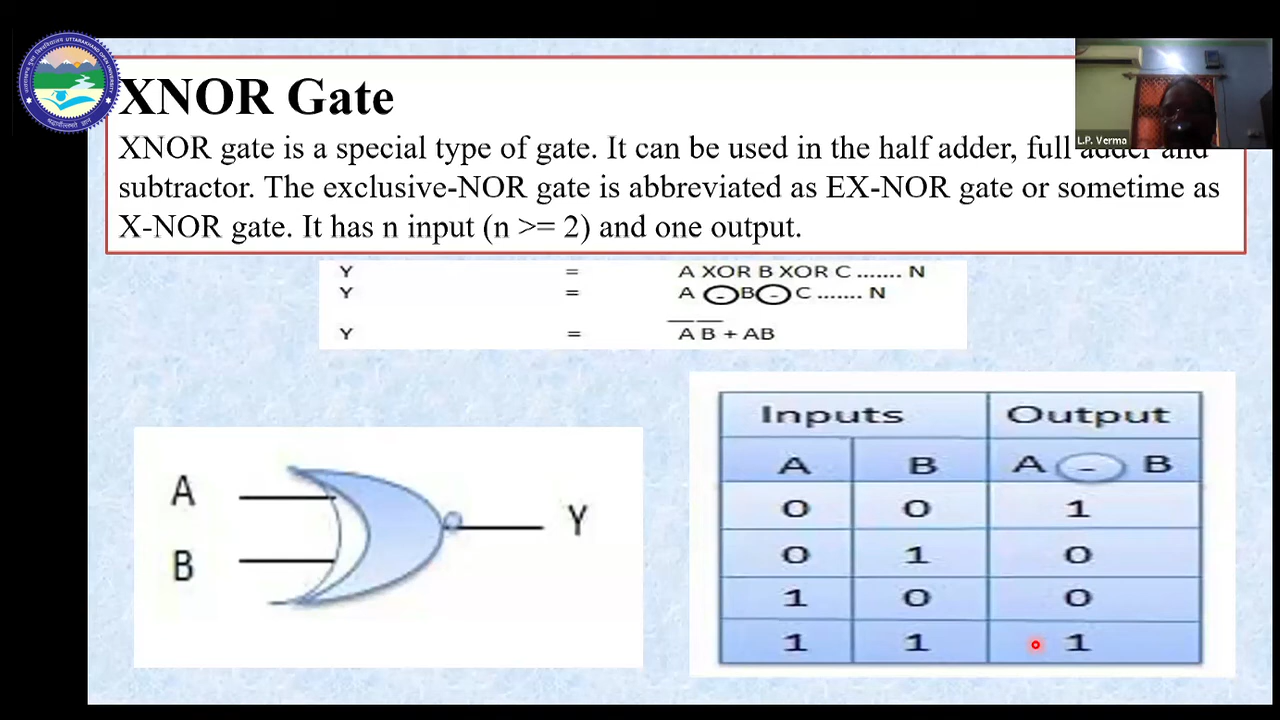 XNOR Gate
XNOR gate is a special type of gate. It can be used in the half adder, full adder and
subtractor. The exclusive-NOR gate is abbreviated as EX-NOR gate or sometime as
X-NOR gate. It has n input (n >= 2) and one output.
L.P. Verma
UTTARAKHAND OPEN UNIVERSITY
Y = A XOR B XOR C ....... N
Y = A ⊖ B ⊖ C ....... N
Y = A̅ B̅ + AB
A
B
Y
Inputs Output
A B A ⊖ B
0 0 1
0 1 0
1 0 0
1 1 1